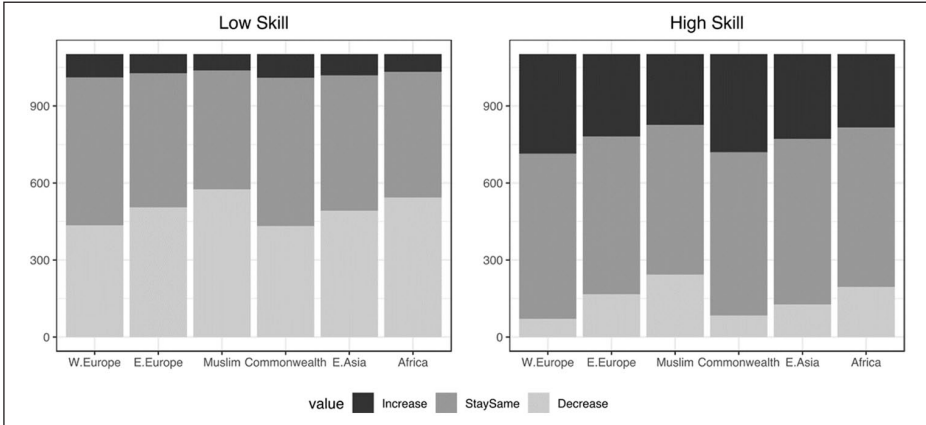 Low Skill
High Skill
900
600
300
0
W.Europe E.Europe Muslim Commonwealth E.Asia Africa
900
600
300
0
W.Europe E.Europe Muslim Commonwealth E.Asia Africa
value Increase StaySame Decrease